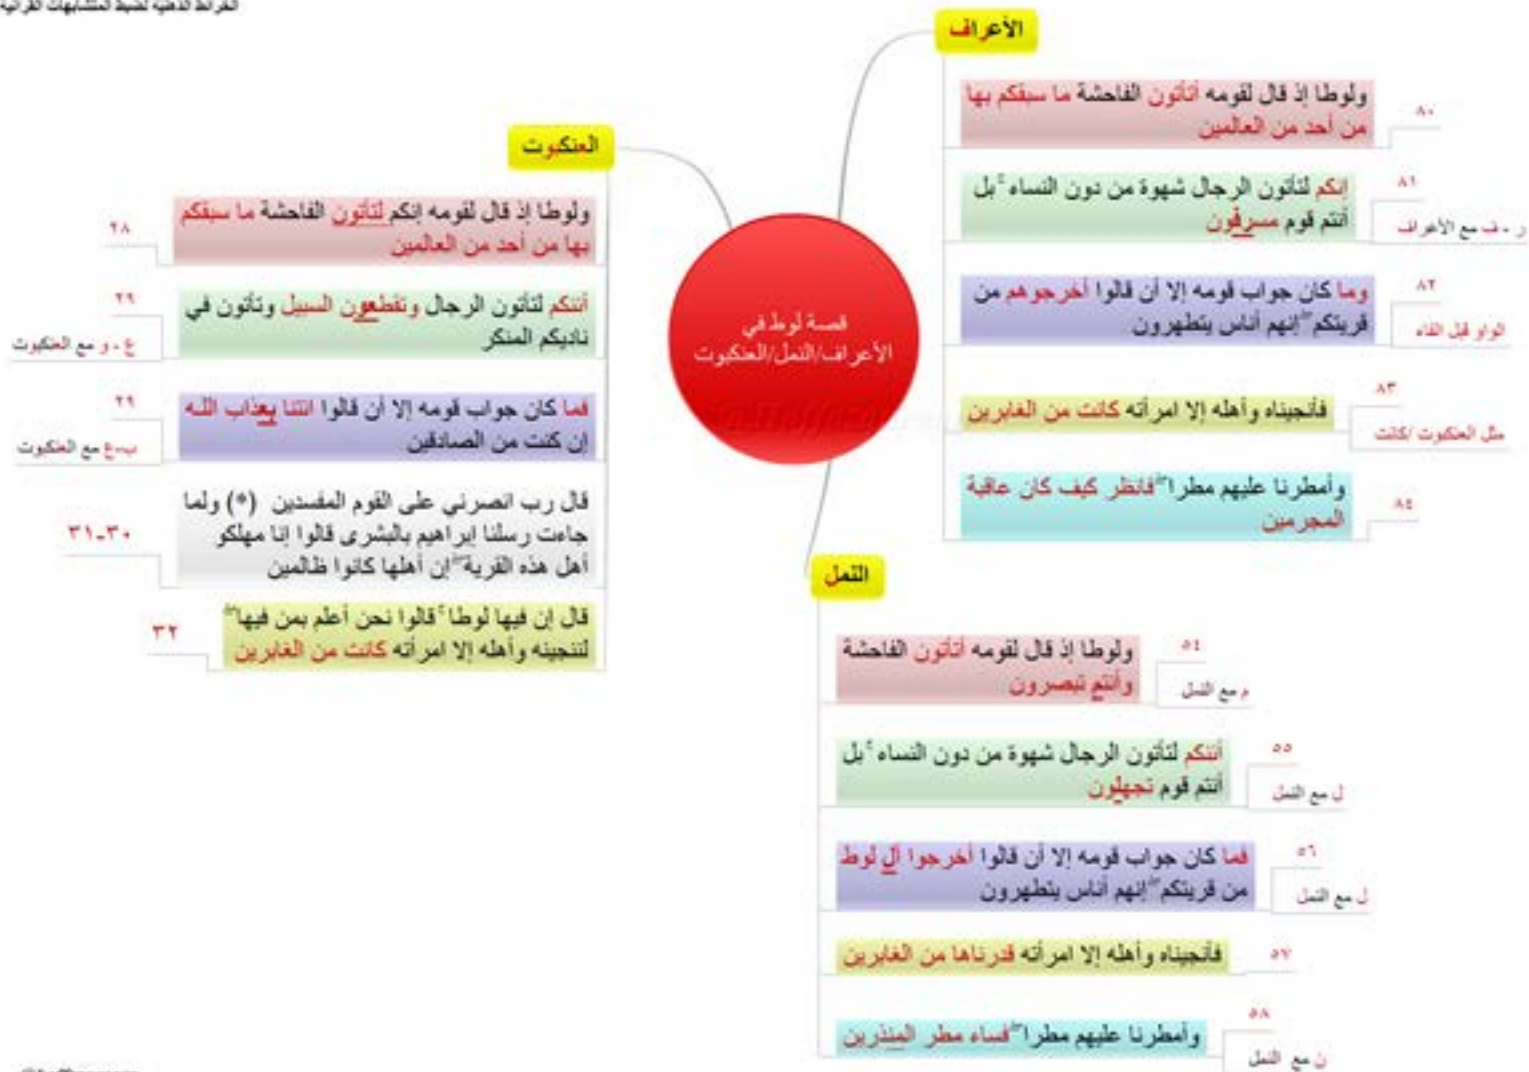 الخرائط الذهنية لضبط المتشابهات القرآنية
قصة لوط في
الأعراف/النمل/العنكبوت
الأعراف
ولوطا إذ قال لقومه أتأتون الفاحشة ما سبقكم بها
من أحد من العالمين
٨٠
إنكم لتأتون الرجال شهوة من دون النساء ۚ بل
أنتم قوم مسرفون
٨١
ر - ف مع الأعراف
وما كان جواب قومه إلا أن قالوا أخرجوهم من
قريتكم ۖ إنهم أناس يتطهرون
٨٢
الواو قبل الفاء
فأنجيناه وأهله إلا امرأته كانت من الغابرين
٨٣
مثل العنكبوت /كانت
وأمطرنا عليهم مطرا ۖ فانظر كيف كان عاقبة
المجرمين
٨٤
النمل
ولوطا إذ قال لقومه أتأتون الفاحشة
وأنتم تبصرون
٥٤
م مع النمل
أئنكم لتأتون الرجال شهوة من دون النساء ۚ بل
أنتم قوم تجهلون
٥٥
ل مع النمل
فما كان جواب قومه إلا أن قالوا أخرجوا آل لوط
من قريتكم ۖ إنهم أناس يتطهرون
٥٦
ل مع النمل
فأنجيناه وأهله إلا امرأته قدرناها من الغابرين
٥٧
وأمطرنا عليهم مطرا ۖ فساء مطر المنذرين
٥٨
ن مع النمل
العنكبوت
ولوطا إذ قال لقومه إنكم لتأتون الفاحشة ما سبقكم
بها من أحد من العالمين
٢٨
أئنكم لتأتون الرجال وتقطعون السبيل وتأتون في
ناديكم المنكر
٢٩
ع - و مع العنكبوت
فما كان جواب قومه إلا أن قالوا ائتنا بعذاب الله
إن كنت من الصادقين
٢٩
ب-ع مع العنكبوت
قال رب انصرني على القوم المفسدين (*) ولما
جاءت رسلنا إبراهيم بالبشرى قالوا إنا مهلكو
أهل هذه القرية ۖ إن أهلها كانوا ظالمين
٣٠-٣١
قال إن فيها لوطا ۚ قالوا نحن أعلم بمن فيها ۖ
لننجينه وأهله إلا امرأته كانت من الغابرين
٣٢